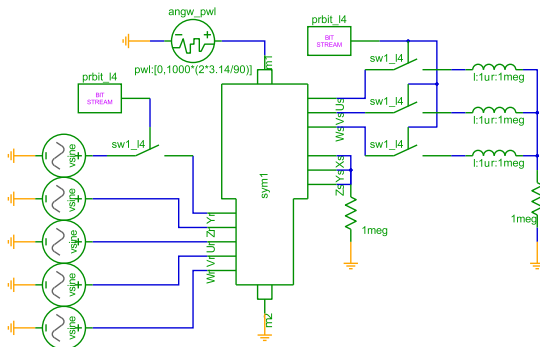 angw_pwl
pwl:[0,1000*(2*3.14/90)]
m1
prbit_l4
BIT
STREAM
sw1_l4
l:1ur:1meg
sw1_l4
l:1ur:1meg
sw1_l4
l:1ur:1meg
prbit_l4
BIT
STREAM
sw1_l4
Us
Vs
Ws
Xs
Ys
Zs
sym1
Yr
Zr
Ur
Vr
Wr
m2
1meg
1meg
vsine
vsine
vsine
vsine
vsine